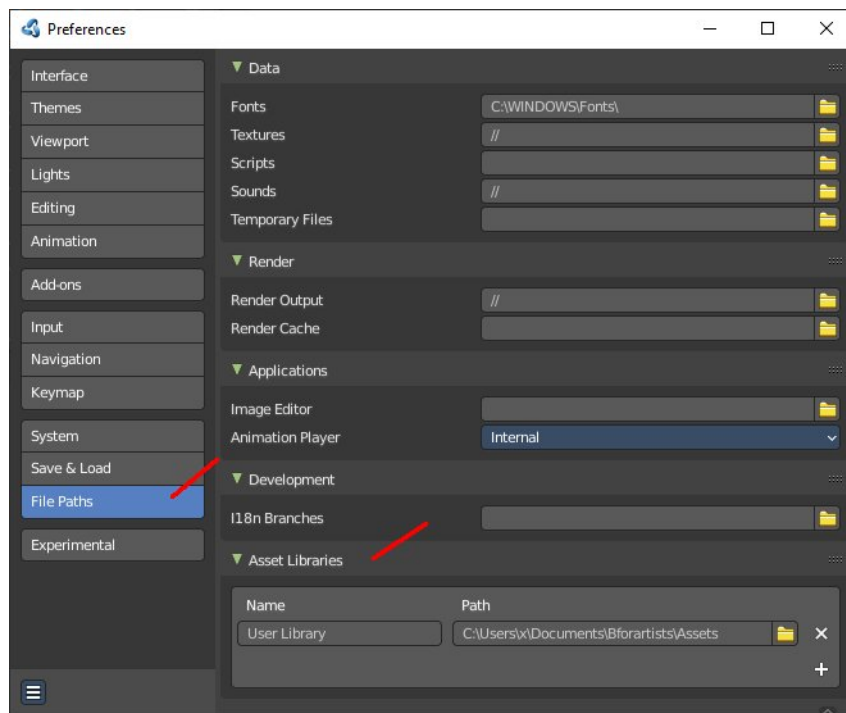 Preferences
Interface
Themes
Viewport
Lights
Editing
Animation
Add-ons
Input
Navigation
Keymap
System
Save & Load
File Paths
Experimental
Data
Fonts C:\WINDOWS\Fonts\
Textures //
Scripts
Sounds //
Temporary Files
Render
Render Output //
Render Cache
Applications
Image Editor
Animation Player Internal
Development
I18n Branches
Asset Libraries
Name Path
User Library C:\Users\x\Documents\Bforartists\Assets